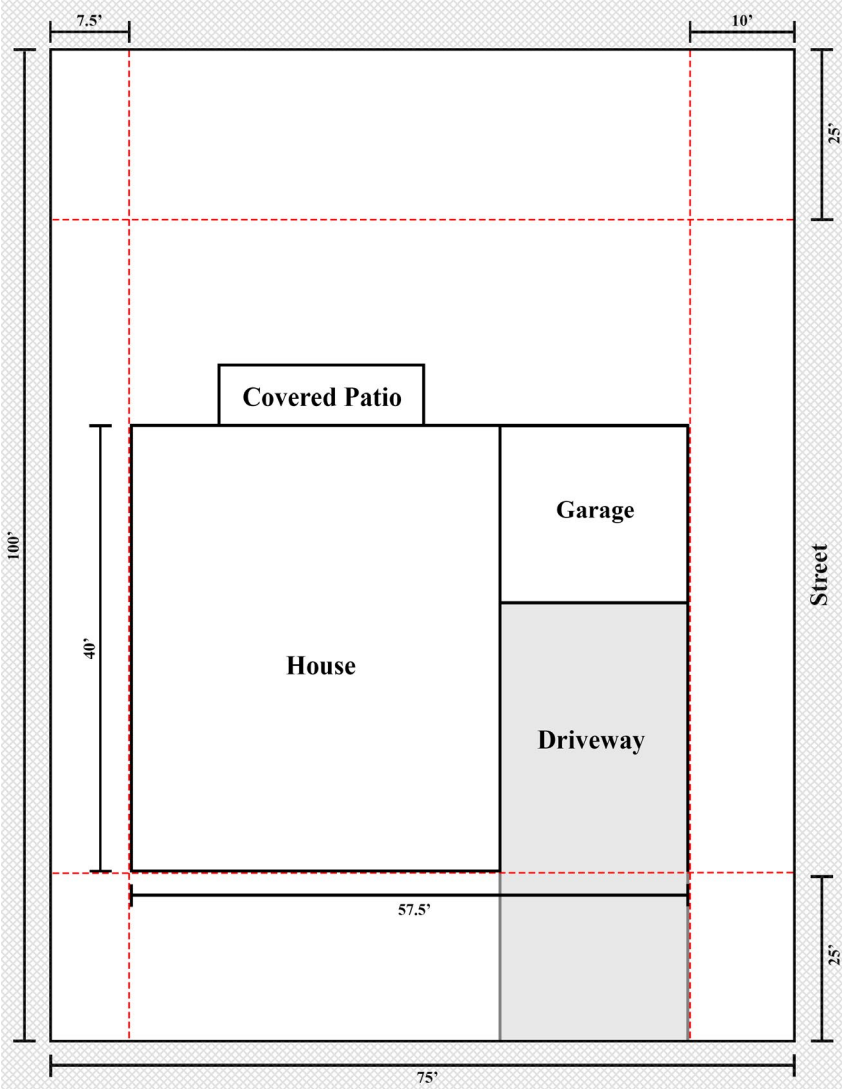 7.5’
10’
25’
Covered Patio
Garage
100’
Street
40’
House
Driveway
57.5’
25’
75’